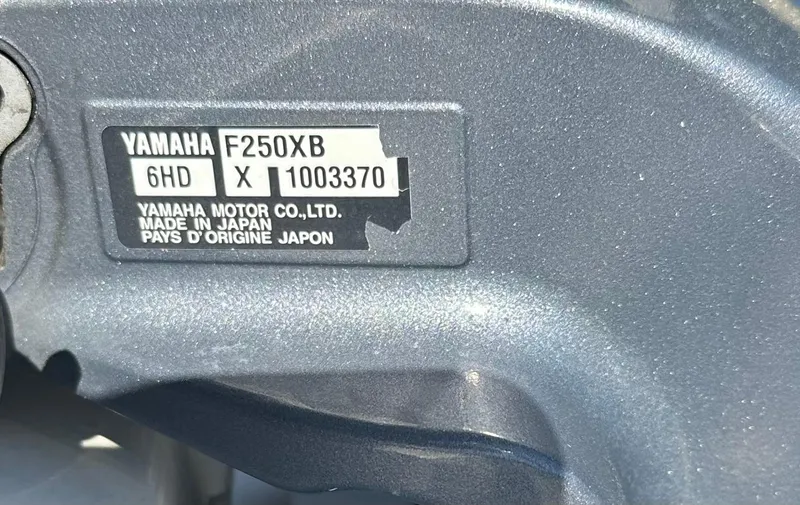 YAMAHA F250XB
6HD X 1003370
YAMAHA MOTOR CO.,LTD.
MADE IN JAPAN
PAYS D'ORIGINE JAPON